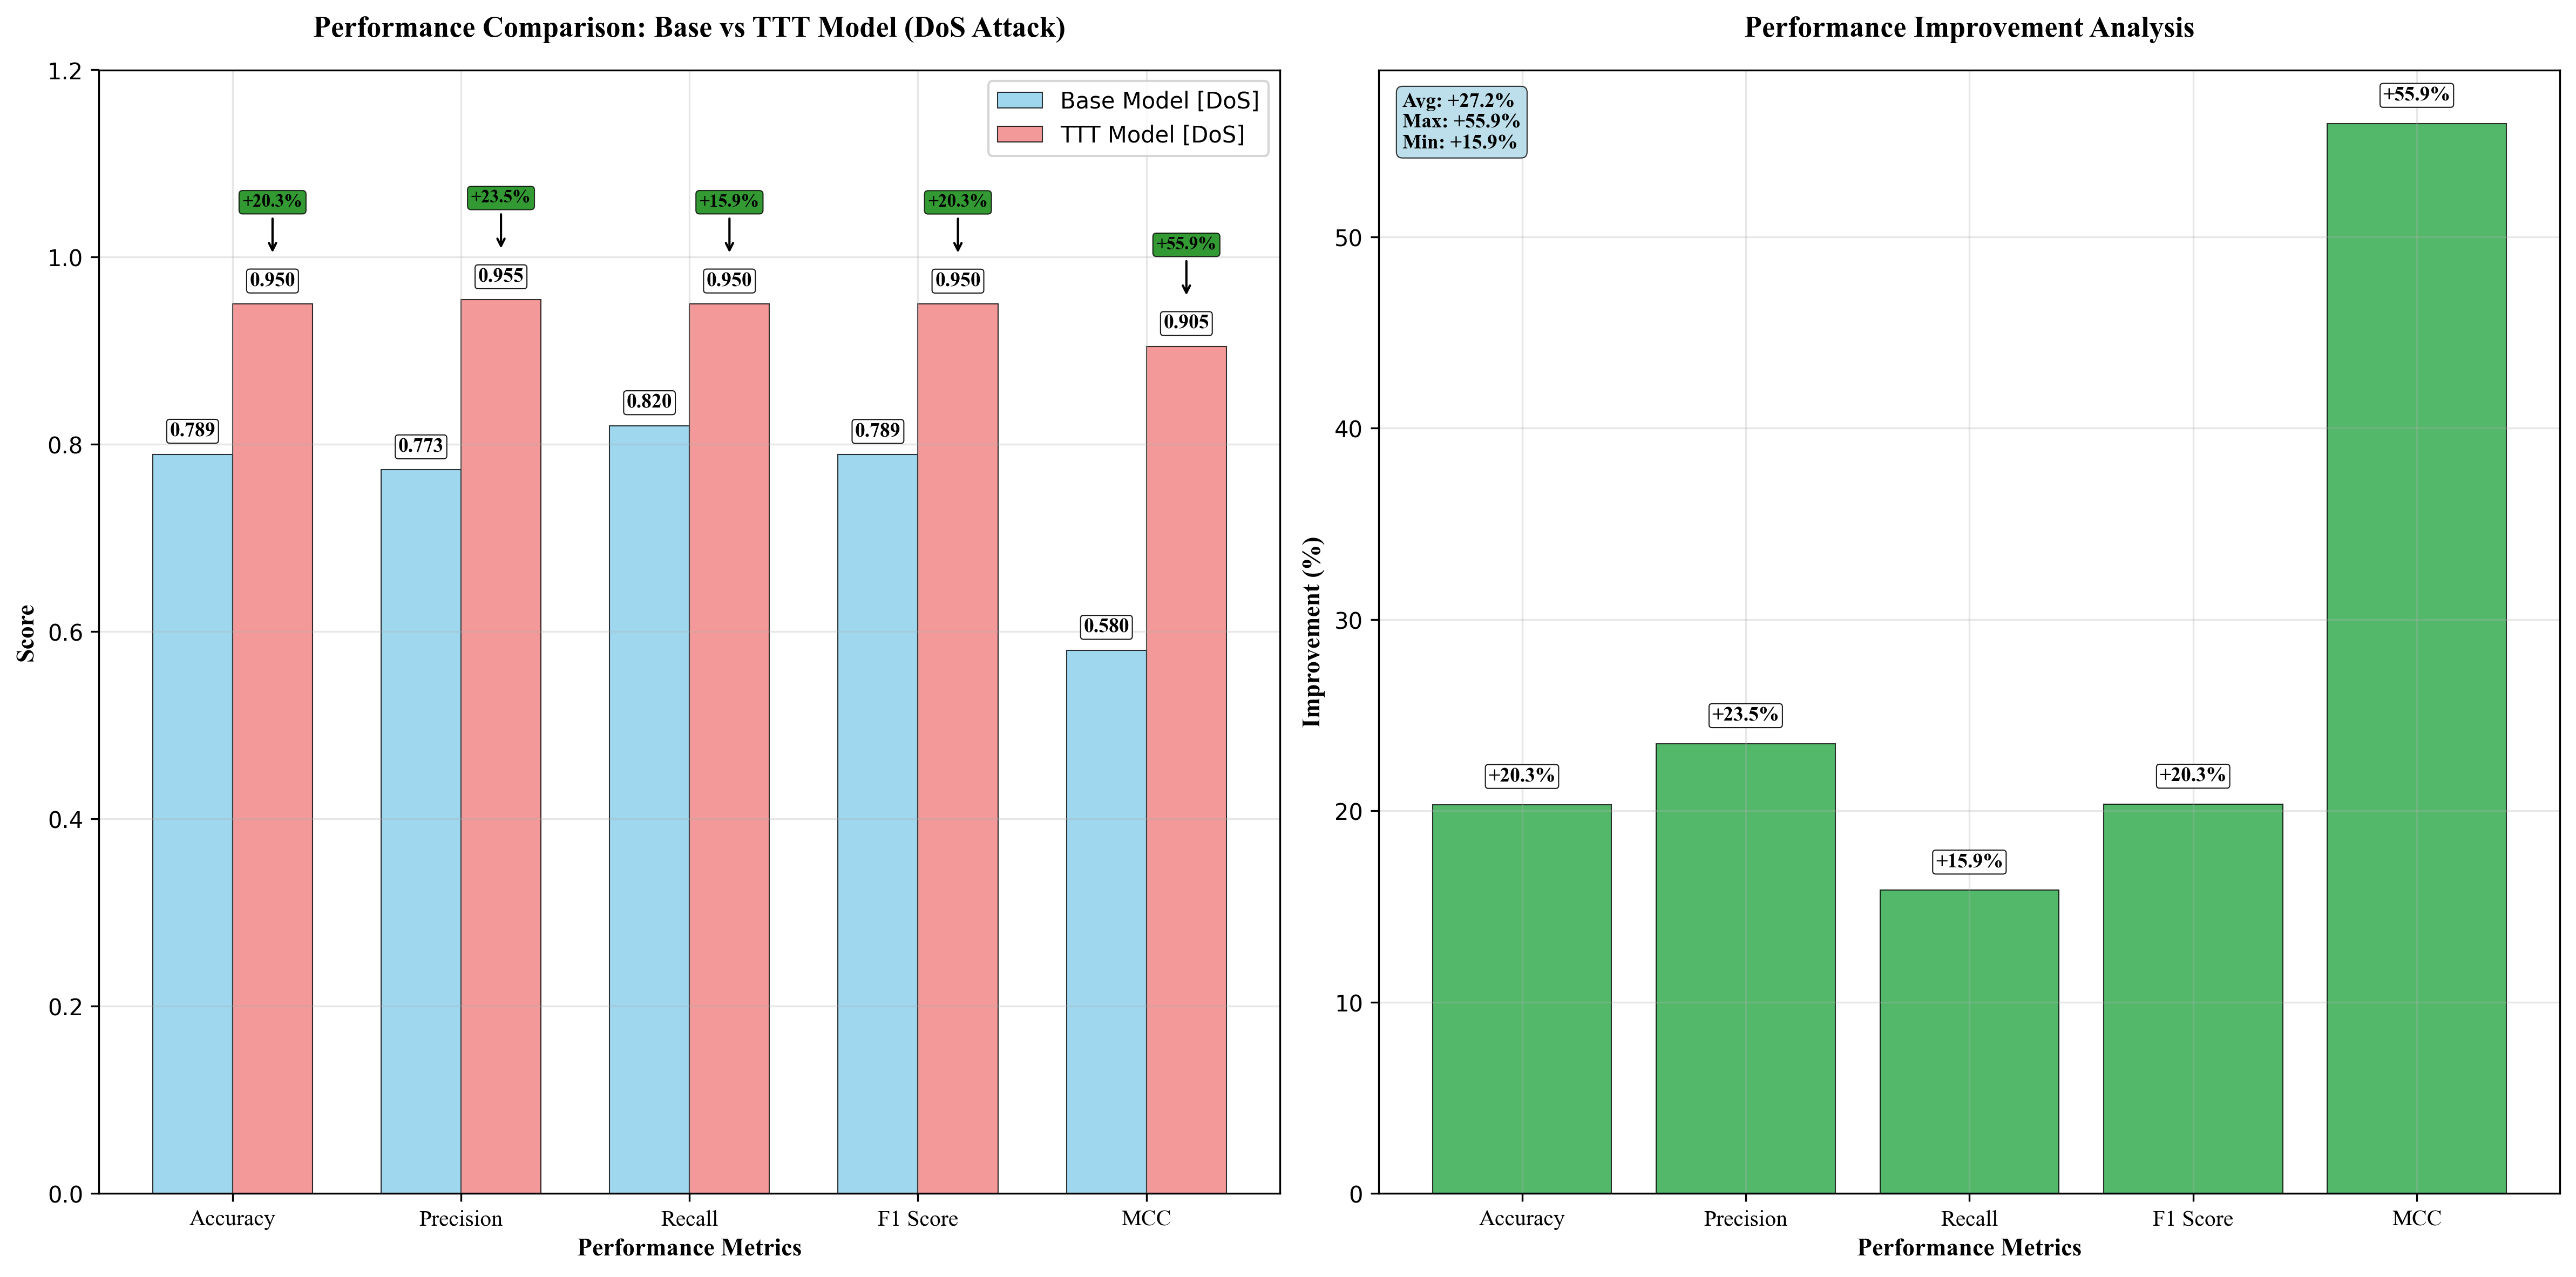 Performance Comparison: Base vs TTT Model (DoS Attack)
1.2
1.0
0.8
0.6
0.4
0.2
0.0
Score
Base Model [DoS]
TTT Model [DoS]
+20.3%
+23.5%
+15.9%
+20.3%
+55.9%
0.950
0.955
0.950
0.950
0.905
0.789
0.773
0.820
0.789
0.580
Accuracy
Precision
Recall
F1 Score
MCC
Performance Metrics
Performance Improvement Analysis
Avg: +27.2%
Max: +55.9%
Min: +15.9%
50
40
30
20
10
0
Improvement (%)
+20.3%
+23.5%
+15.9%
+20.3%
+55.9%
Accuracy
Precision
Recall
F1 Score
MCC
Performance Metrics